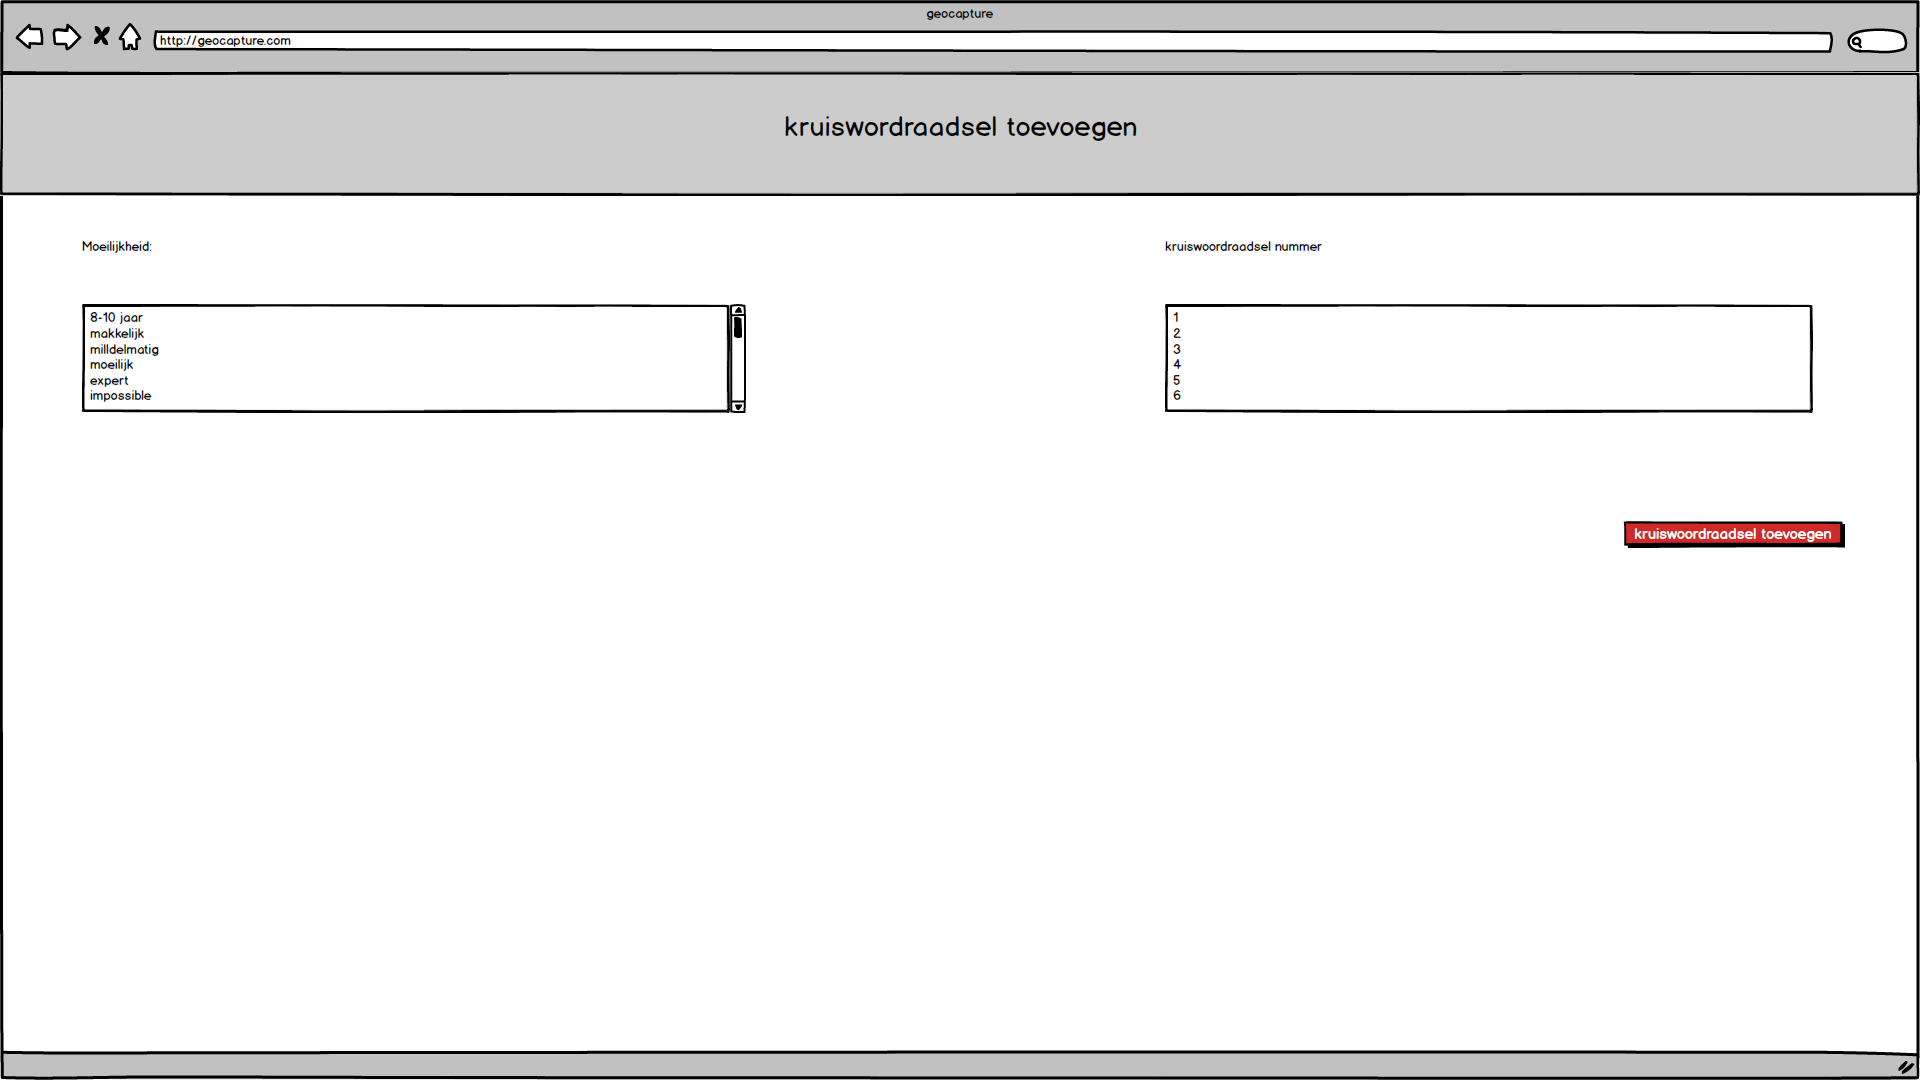 geocapture
http://geocapture.com
kruiswordraadsel toevoegen
Moeilijkheid:
kruiswoordraadsel nummer
8-10 jaar
makkelijk
milldelmatig
moeilijk
expert
impossible
1
2
3
4
5
6
kruiswoordraadsel toevoegen